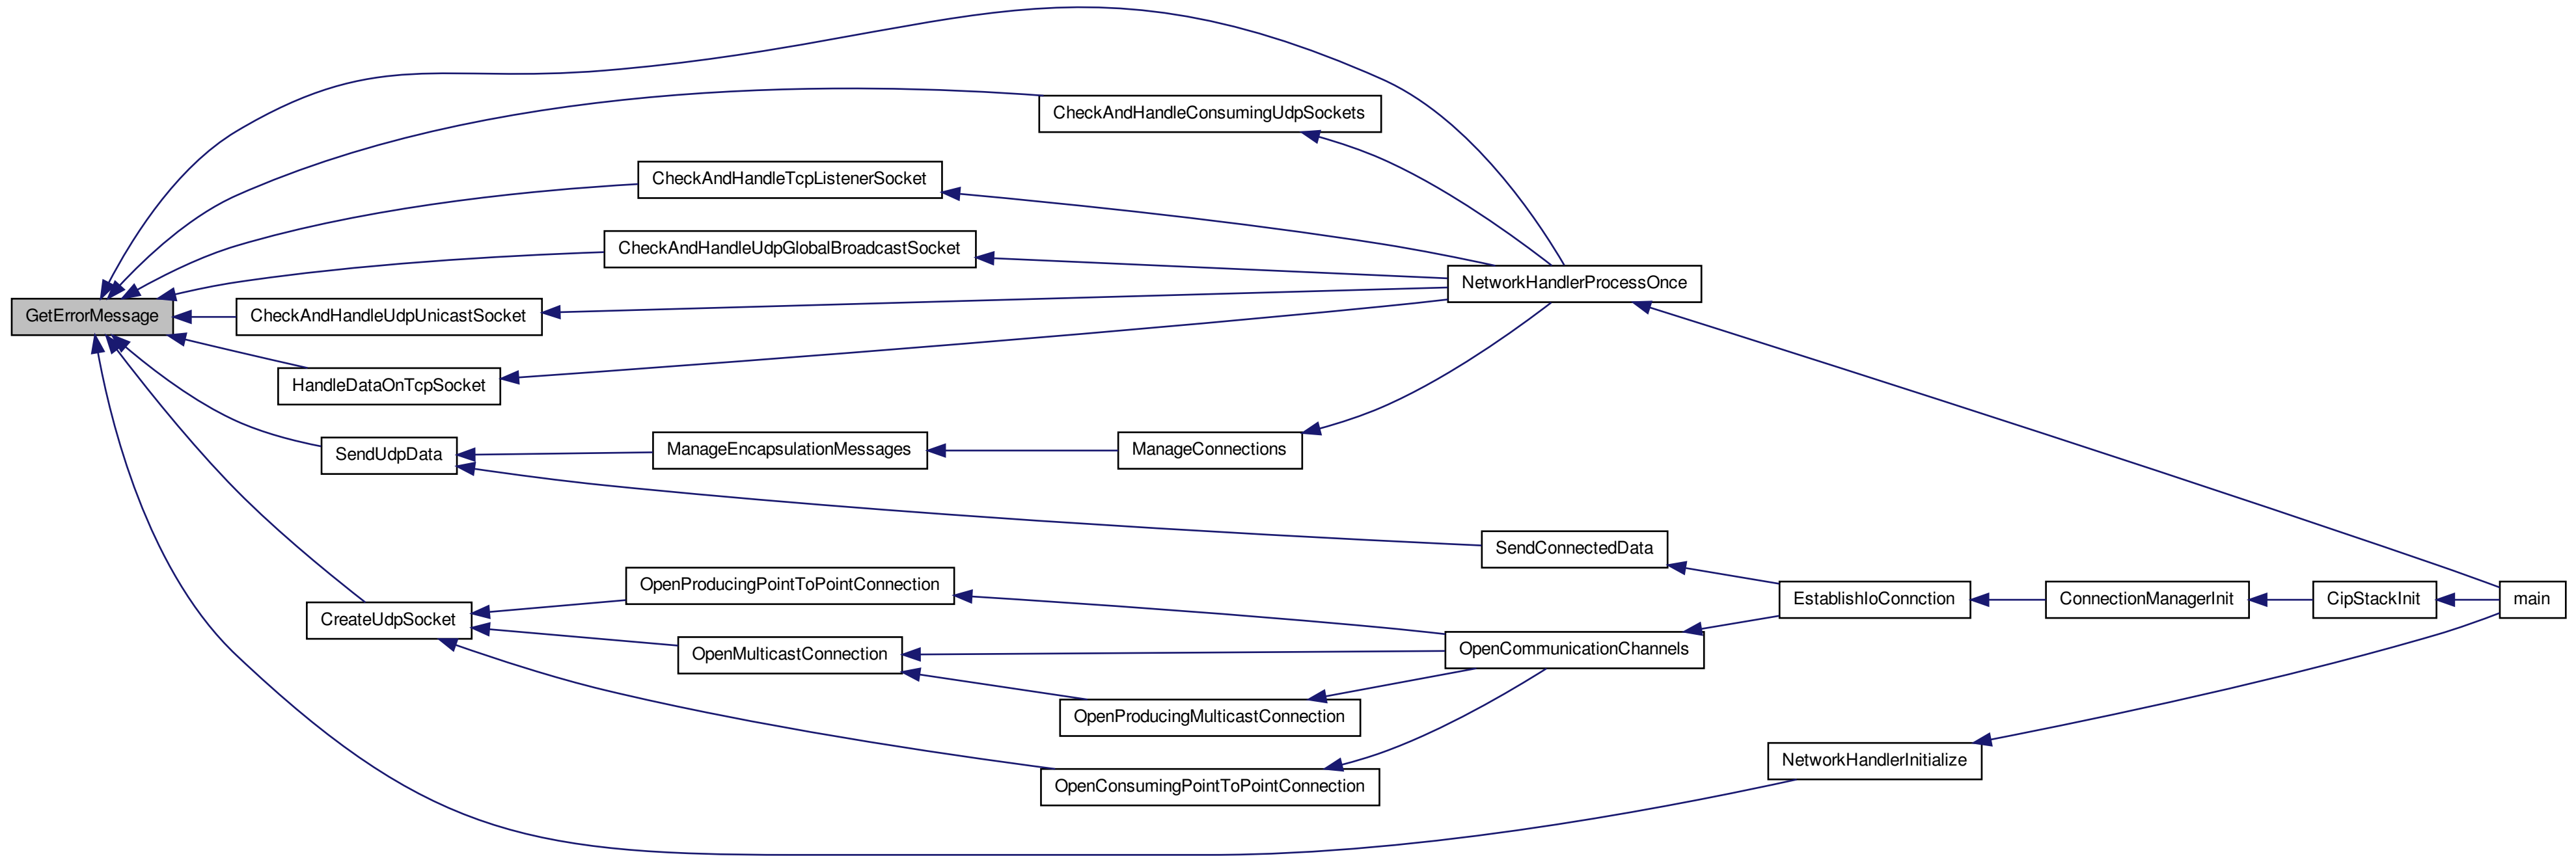 CheckAndHandleConsumingUdpSockets
CheckAndHandleTcpListenerSocket
CheckAndHandleUdpGlobalBroadcastSocket
NetworkHandlerProcessOnce
GetErrorMessage
CheckAndHandleUdpUnicastSocket
HandleDataOnTcpSocket
SendUdpData
ManageEncapsulationMessages
ManageConnections
SendConnectedData
OpenProducingPointToPointConnection
EstablishIoConnction
ConnectionManagerInit
CipStackInit
main
CreateUdpSocket
OpenMulticastConnection
OpenCommunicationChannels
OpenProducingMulticastConnection
NetworkHandlerInitialize
OpenConsumingPointToPointConnection